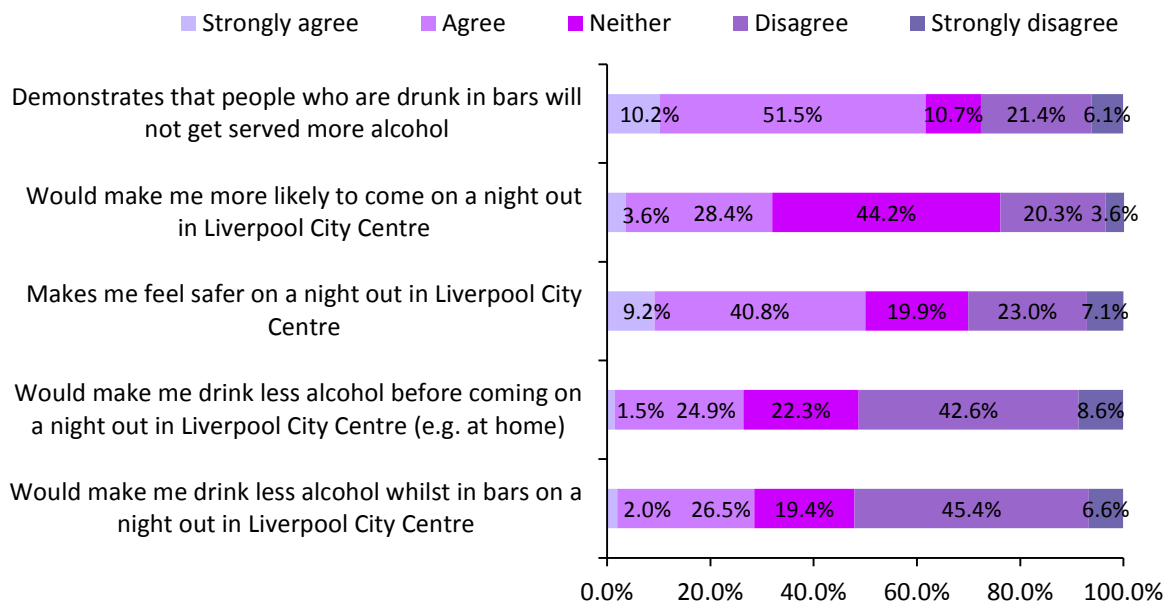 Strongly agree Agree Neither Disagree Strongly disagree
Demonstrates that people who are drunk in bars will
not get served more alcohol
10.2% 51.5% 10.7% 21.4% 6.1%
Would make me more likely to come on a night out
in Liverpool City Centre
3.6% 28.4% 44.2% 20.3% 3.6%
Makes me feel safer on a night out in Liverpool City
Centre
9.2% 40.8% 19.9% 23.0% 7.1%
Would make me drink less alcohol before coming on
a night out in Liverpool City Centre (e.g. at home)
1.5% 24.9% 22.3% 42.6% 8.6%
Would make me drink less alcohol whilst in bars on a
night out in Liverpool City Centre
2.0% 26.5% 19.4% 45.4% 6.6%
0.0% 20.0% 40.0% 60.0% 80.0% 100.0%